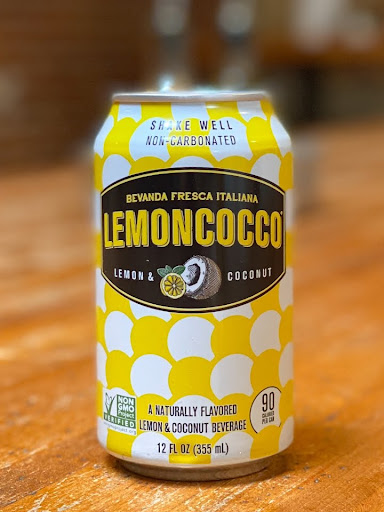 SHAKE WELL
NON-CARBONATED
BEVANDA FRESCA ITALIANA
LEMONCOCCO
LEMON & COCONUT
NON
GMO
Project
VERIFIED
90
CALORIES
PER CAN
A NATURALLY FLAVORED
LEMON & COCONUT BEVERAGE
12 FL OZ (355 mL)